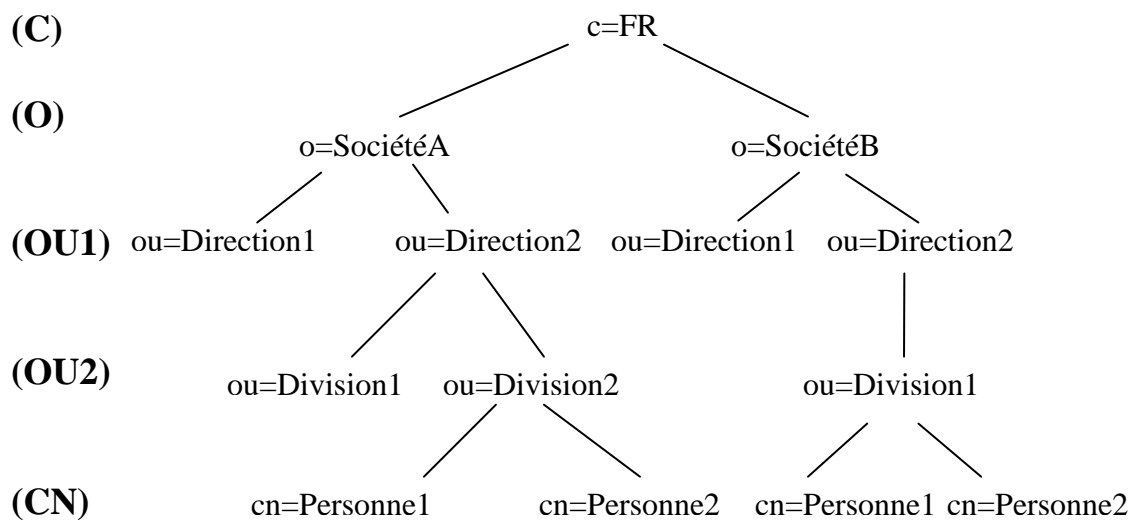 (C) c=FR
(O)
o=SociétéA o=SociétéB
(OU1) ou=Direction1 ou=Direction2 ou=Direction1 ou=Direction2
(OU2) ou=Division1 ou=Division2 ou=Division1
(CN) cn=Personne1 cn=Personne2 cn=Personne1 cn=Personne2